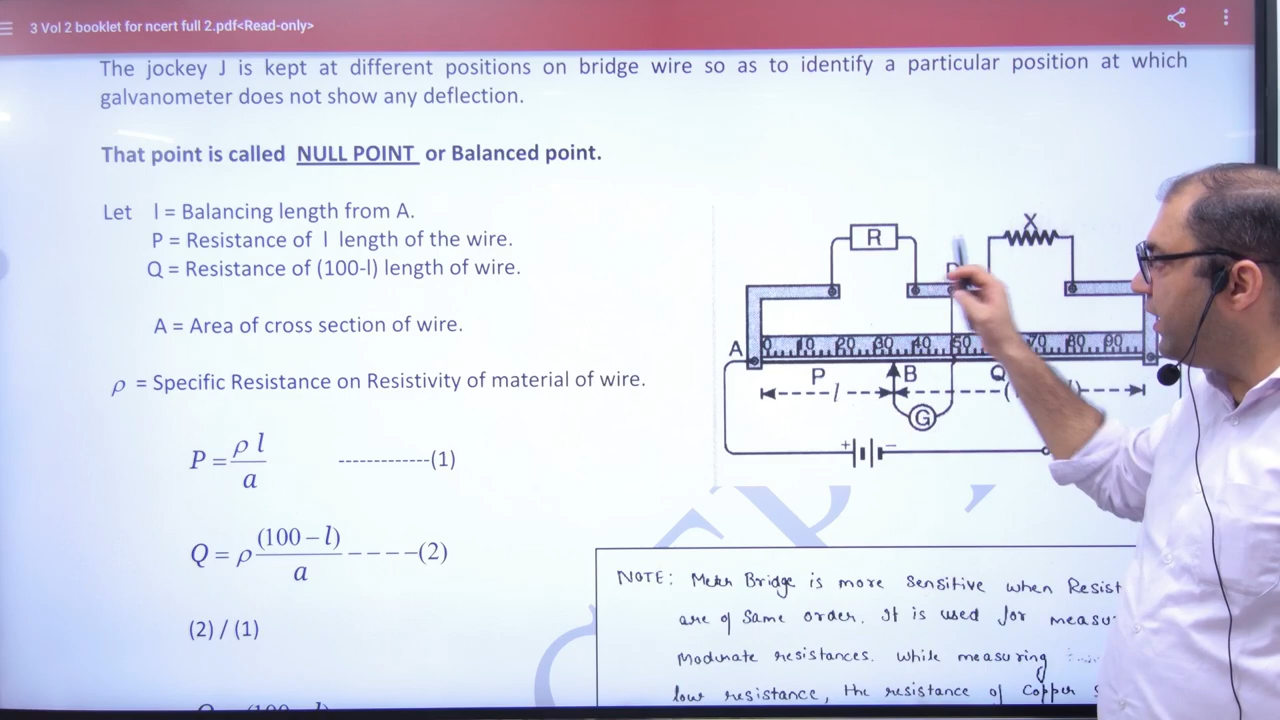 3 Vol 2 booklet for ncert full 2.pdf<Read-only>
The jockey J is kept at different positions on bridge wire so as to identify a particular position at which
galvanometer does not show any deflection.
That point is called NULL POINT or Balanced point.
Let l = Balancing length from A.
P = Resistance of l length of the wire.
Q = Resistance of (100-l) length of wire.
A = Area of cross section of wire.
ρ = Specific Resistance on Resistivity of material of wire.
P = ρ l / a -------------(1)
Q = ρ (100 – l) / a – – – –(2)
(2) / (1)
R X
A 0 10 20 30 40 50 70 80 90
P B Q
l
G
+ –
NOTE: Meter Bridge is more sensitive when Resist
are of same order. It is used for measu
Moderate resistances. While measuring
low resistance, the resistance of Copper s